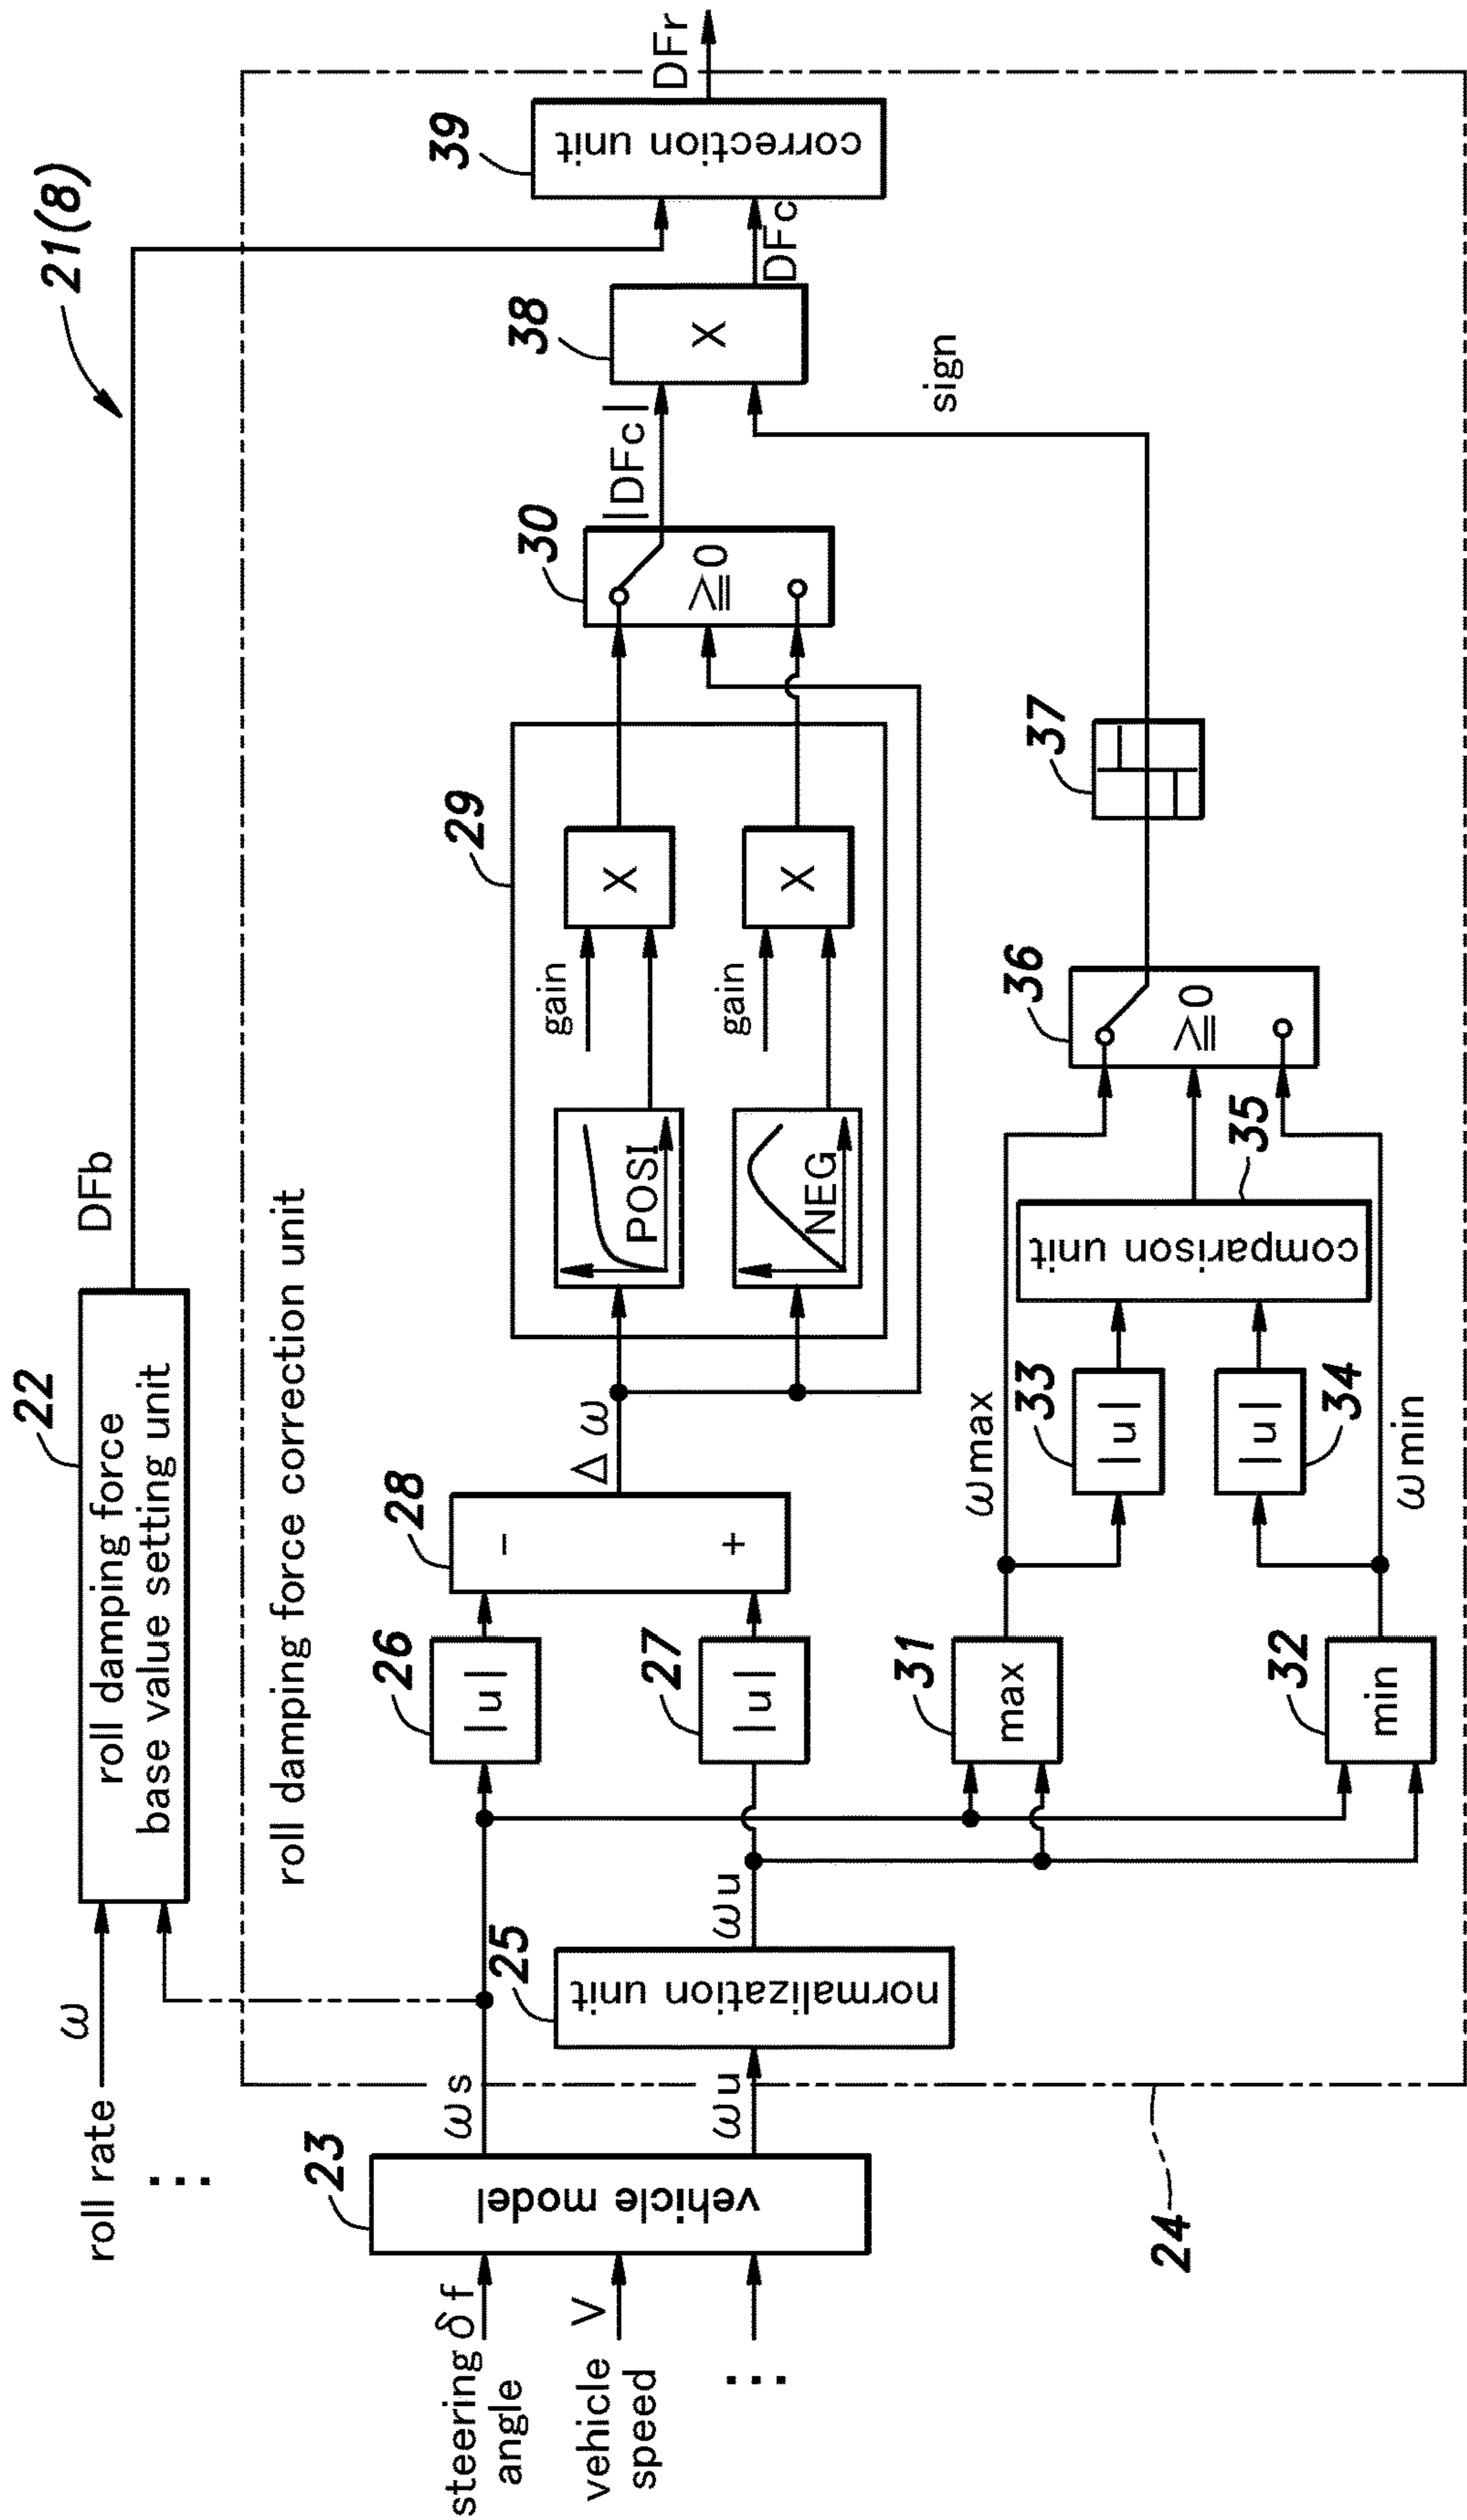 21(8)
22
roll damping force
base value setting unit
DFb
roll rate
ω
...
roll damping force correction unit
23
vehicle model
steering
angle
δf
vehicle
speed
V
...
ωs
ωu
25
normalization unit
ωu
26
|u|
27
|u|
28
-
+
Δω
29
POSI
NEG
gain
X
gain
X
30
≧0
|DFc|
31
max
32
min
ωmax
ωmin
33
|u|
34
|u|
comparison unit
35
36
≧0
37
sign
38
X
DFc
39
correction unit
DFr
24